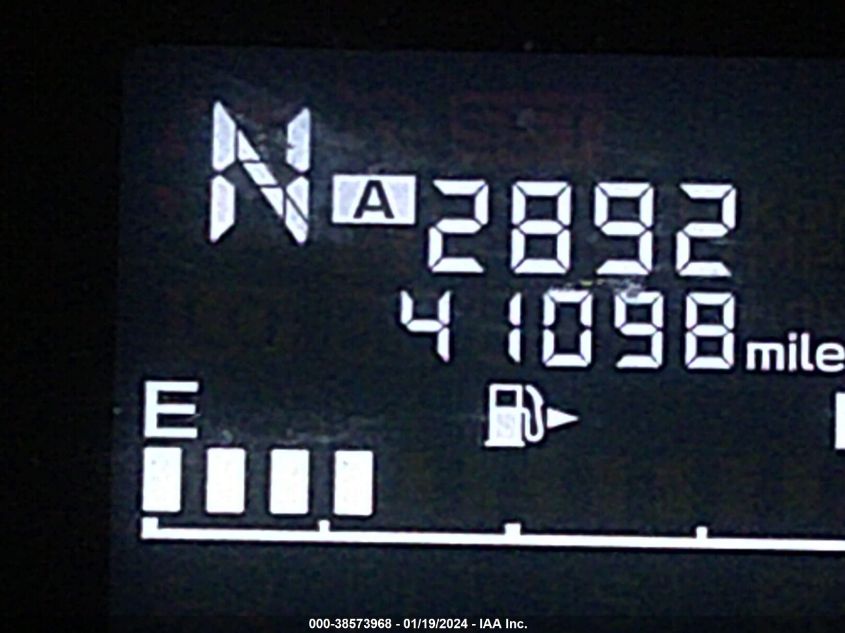 N A 2892
41098 mile
E
000-38573968 - 01/19/2024 - IAA Inc.